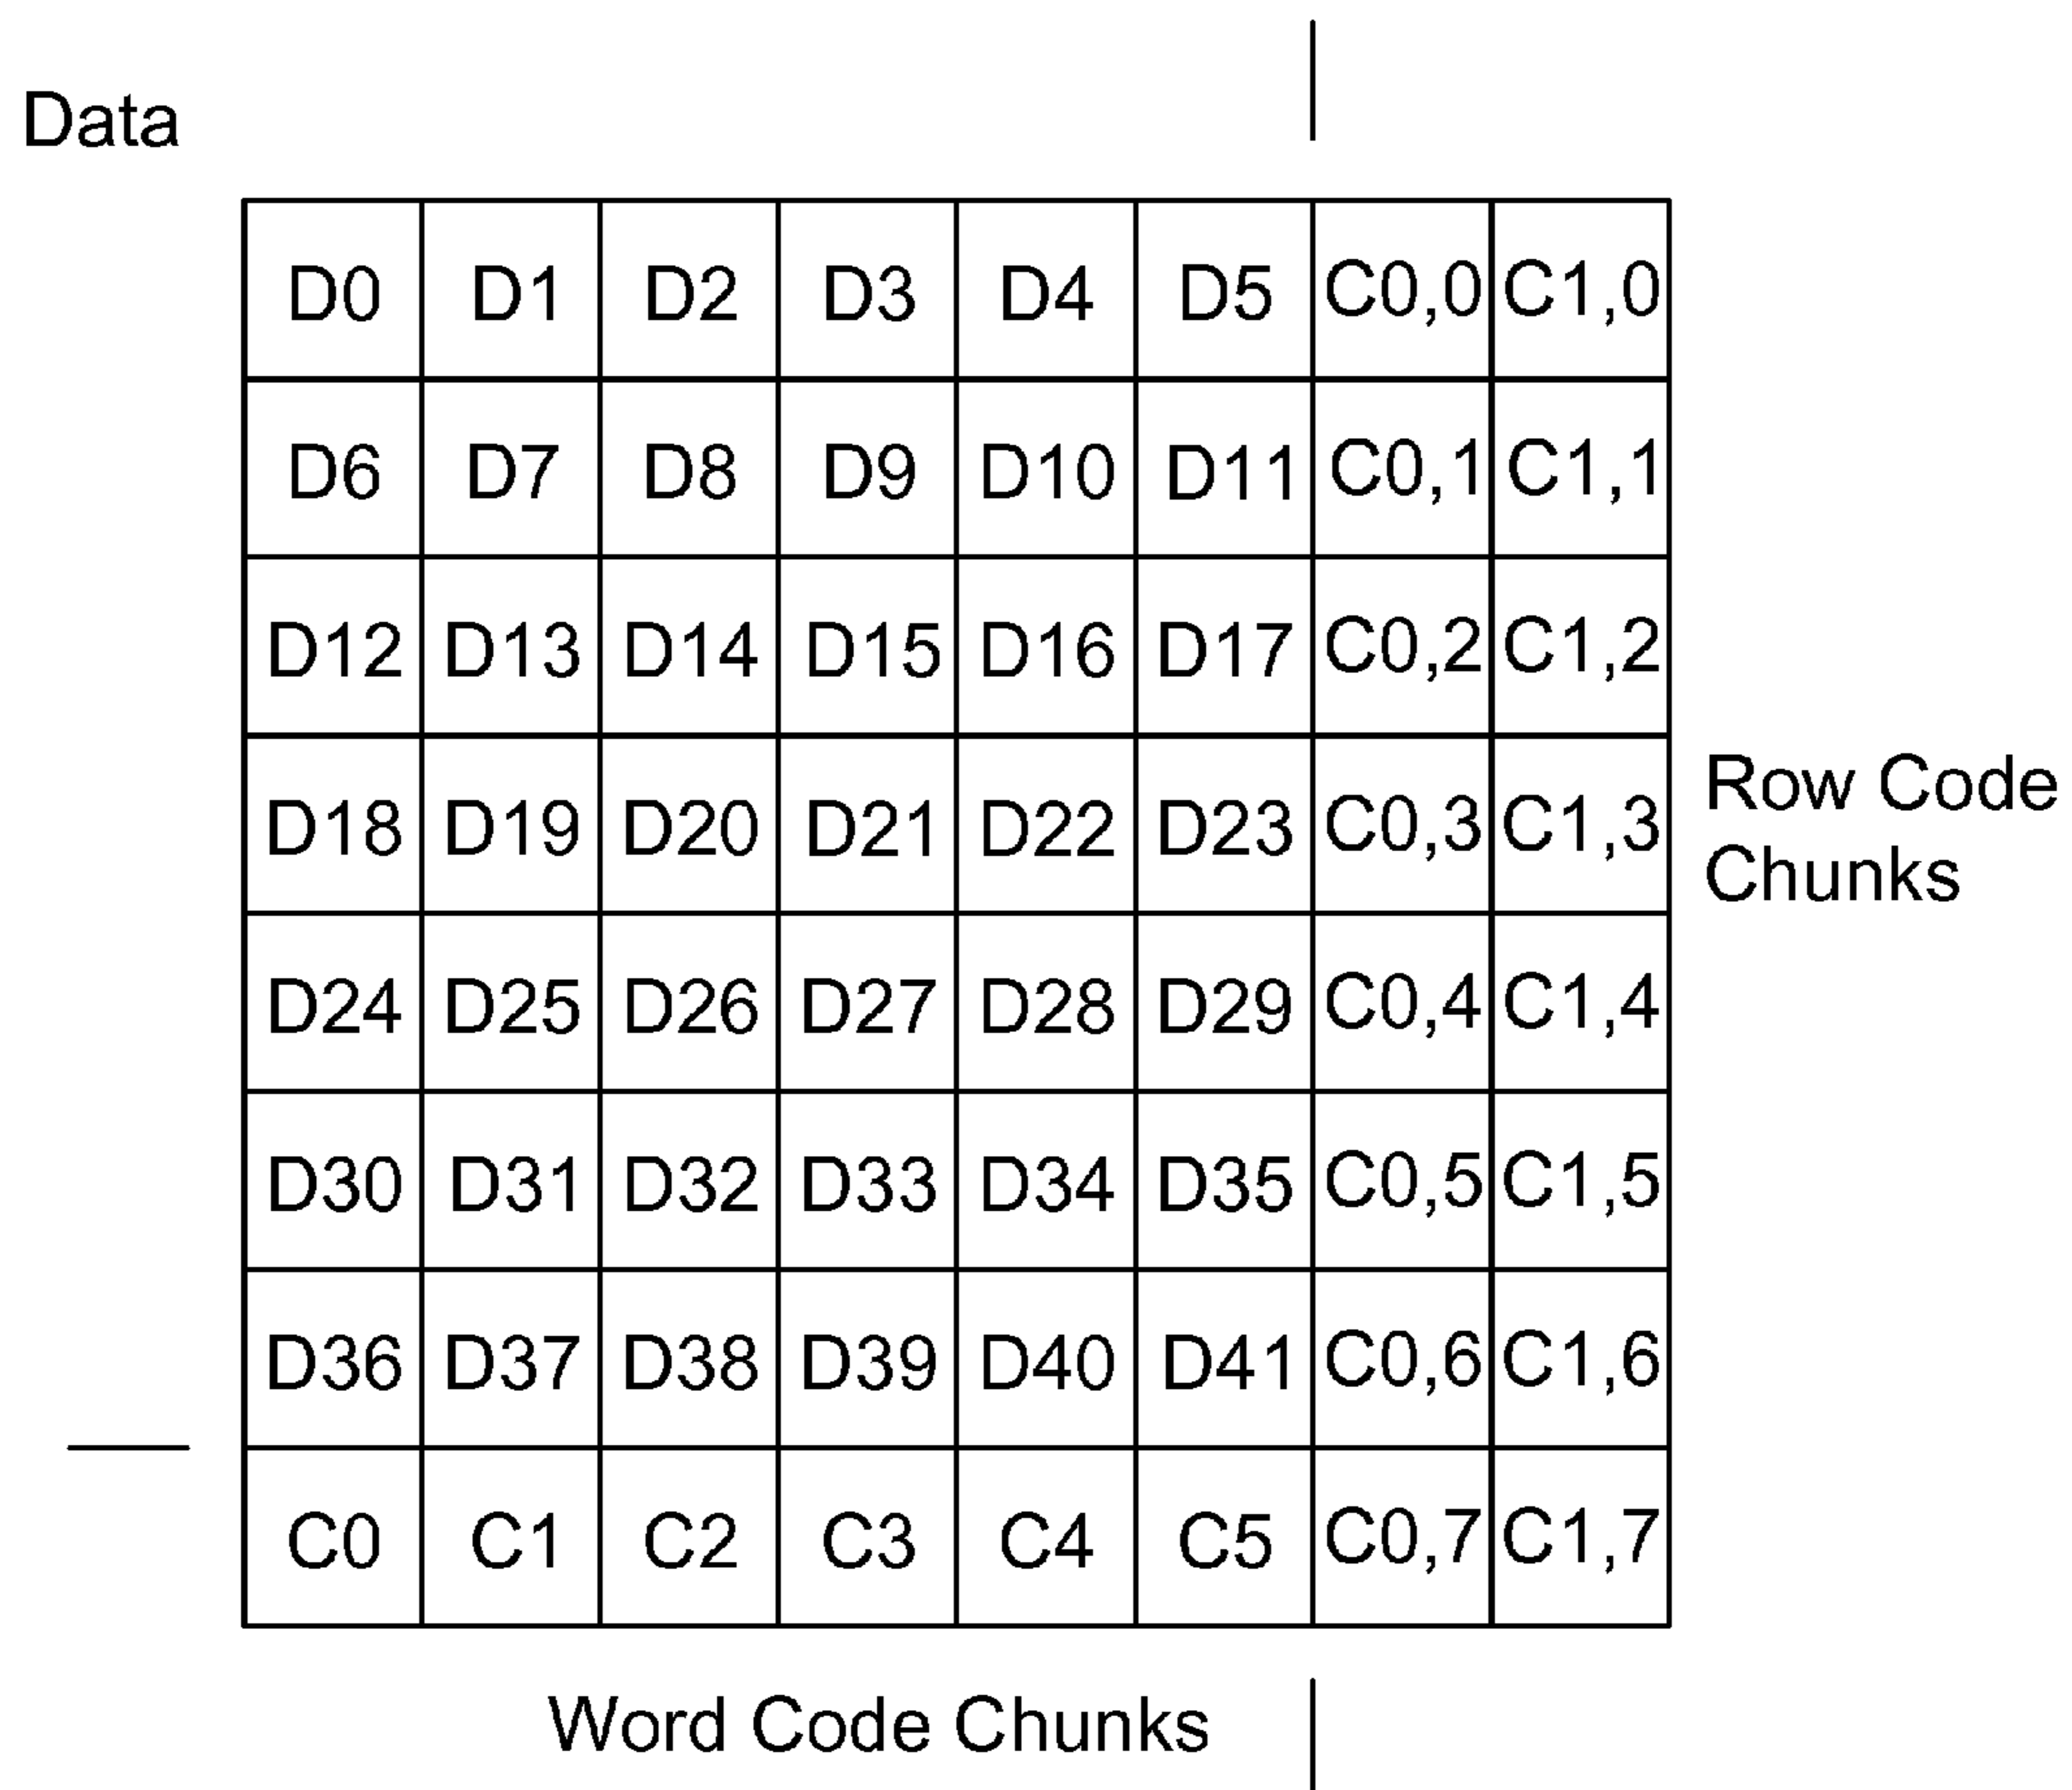 Data
D0 D1 D2 D3 D4 D5 C0,0 C1,0
D6 D7 D8 D9 D10 D11 C0,1 C1,1
D12 D13 D14 D15 D16 D17 C0,2 C1,2
D18 D19 D20 D21 D22 D23 C0,3 C1,3
Row Code
Chunks
D24 D25 D26 D27 D28 D29 C0,4 C1,4
D30 D31 D32 D33 D34 D35 C0,5 C1,5
D36 D37 D38 D39 D40 D41 C0,6 C1,6
C0 C1 C2 C3 C4 C5 C0,7 C1,7
Word Code Chunks